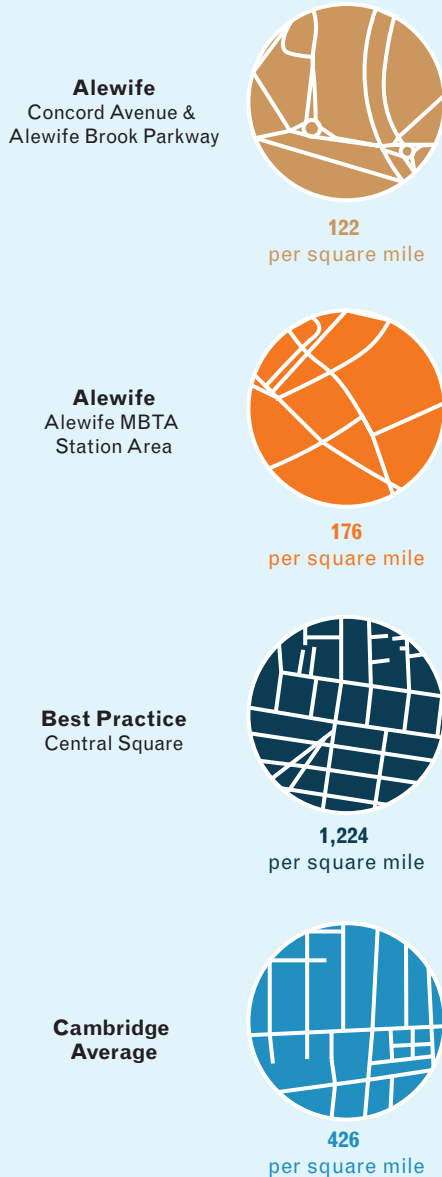 Alewife
Concord Avenue &
Alewife Brook Parkway
122
per square mile
Alewife
Alewife MBTA
Station Area
176
per square mile
Best Practice
Central Square
1,224
per square mile
Cambridge
Average
426
per square mile